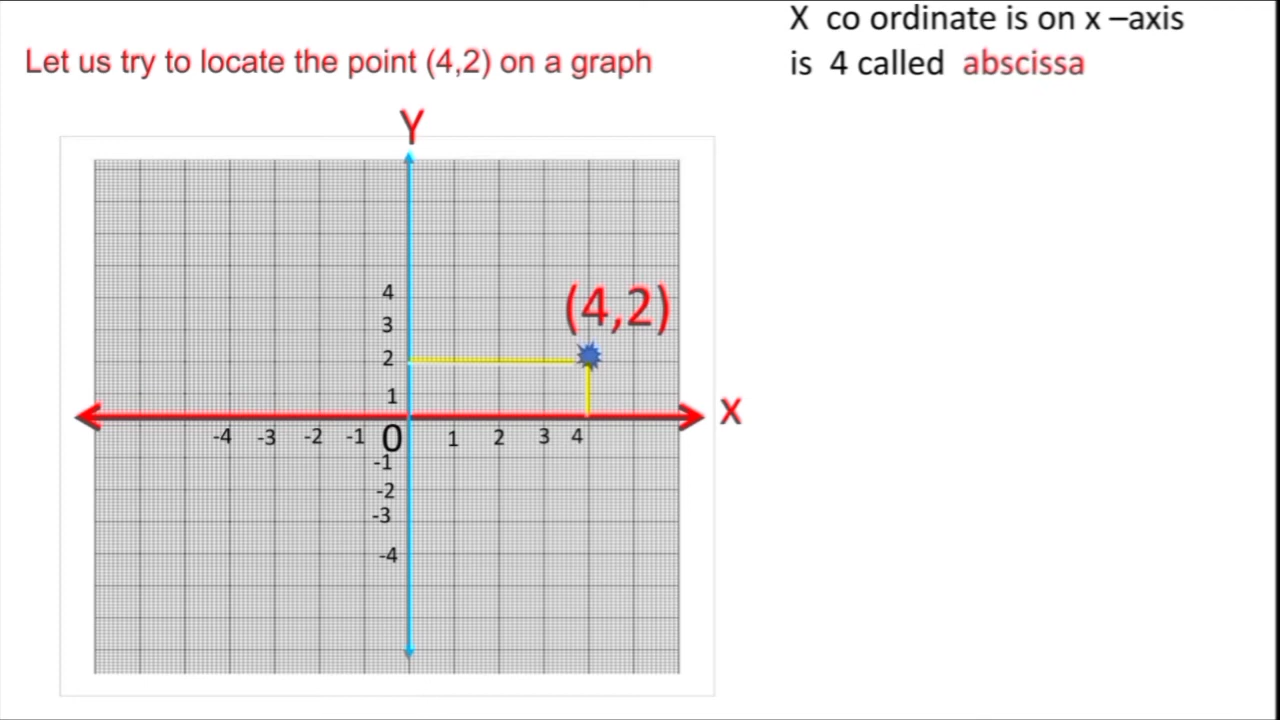 X co ordinate is on x –axis
is 4 called abscissa
Let us try to locate the point (4,2) on a graph
Y
4
(4,2)
3
2
1
X
-4 -3 -2 -1 0 1 2 3 4
-1
-2
-3
-4